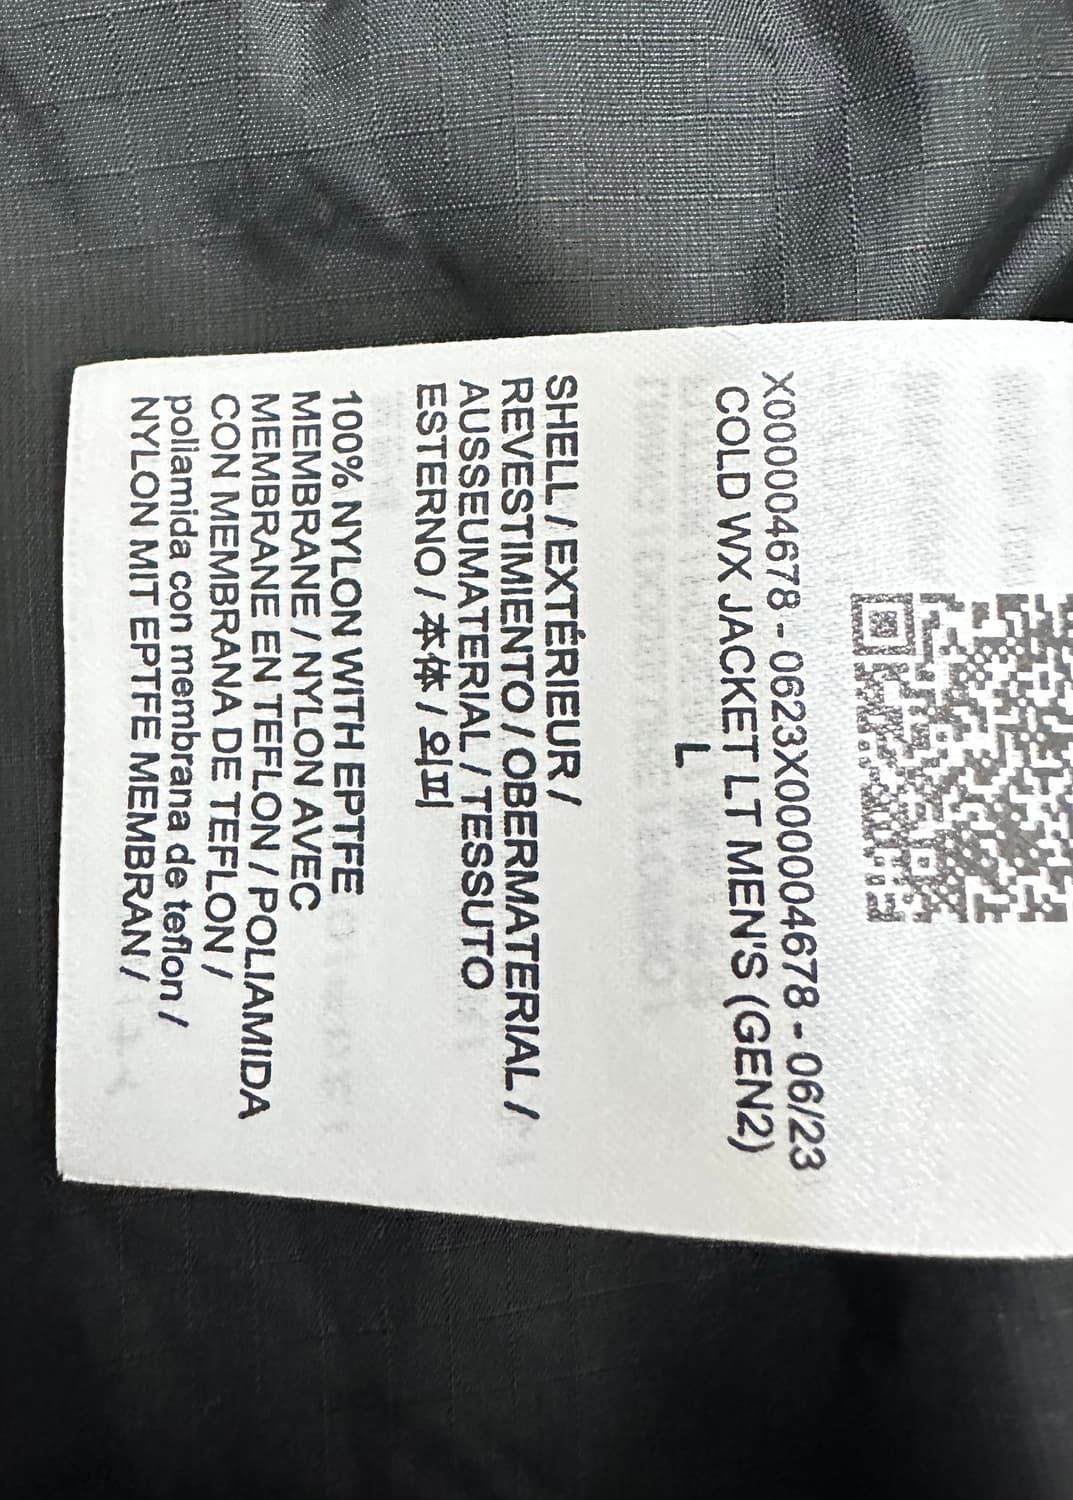 X000004678 - 0623X000004678 - 06/23
COLD WX JACKET LT MEN'S (GEN2)
L
SHELL / EXTÉRIEUR /
REVESTIMIENTO / OBERMATERIAL /
AUSSEUMATERIAL / TESSUTO
ESTERNO / 本体 / 외피
100% NYLON WITH EPTFE
MEMBRANE / NYLON AVEC
MEMBRANE EN TEFLON / POLIAMIDA
CON MEMBRANA DE TEFLON /
poliamida con membrana de teflon /
NYLON MIT EPTFE MEMBRAN /